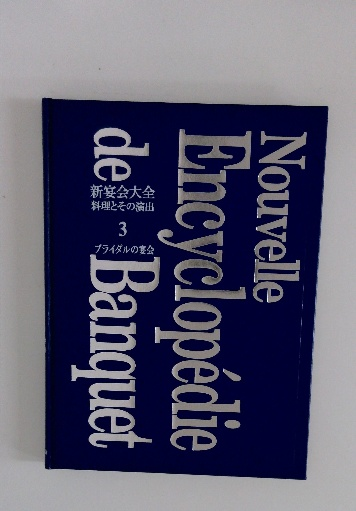 Nouvelle
Encyclopédie
de Banquet
新宴会大全
料理とその演出
3
ブライダルの宴会